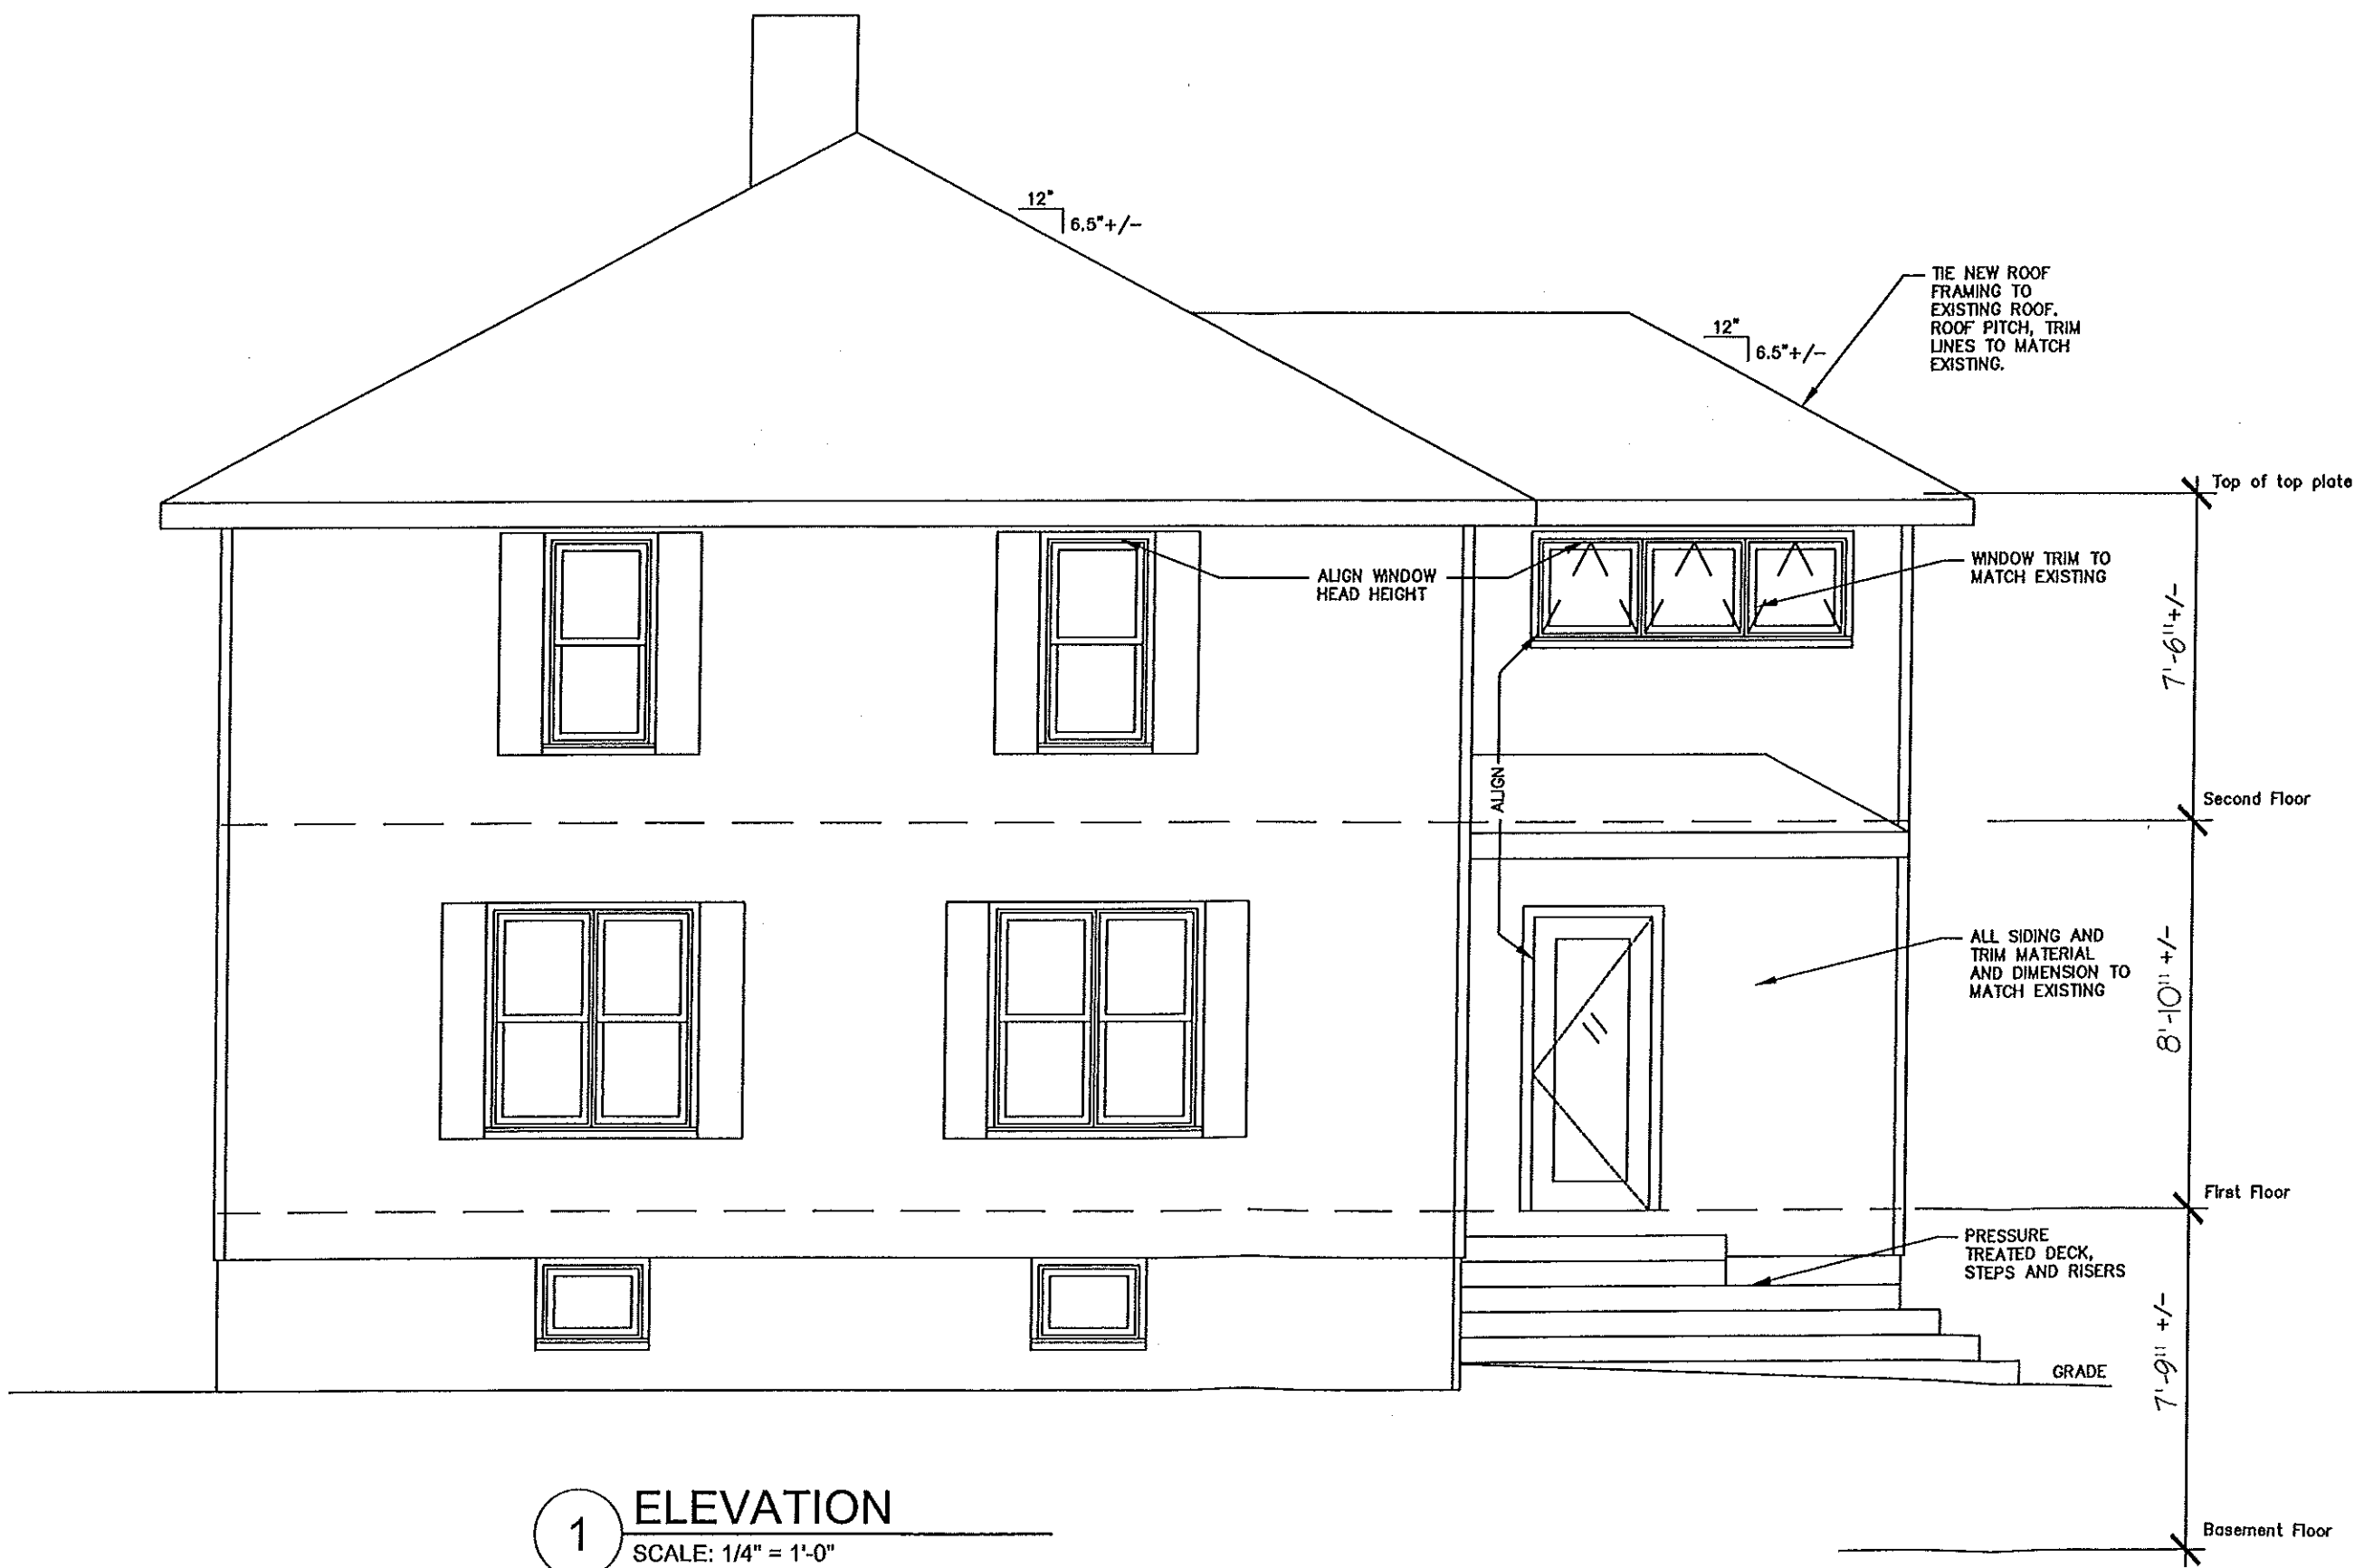 12"
6.5"+/-
TIE NEW ROOF
FRAMING TO
EXISTING ROOF.
ROOF PITCH, TRIM
LINES TO MATCH
EXISTING.
12"
6.5"+/-
Top of top plate
WINDOW TRIM TO
MATCH EXISTING
ALIGN WINDOW
HEAD HEIGHT
7'-6"+/-
ALIGN
Second Floor
ALL SIDING AND
TRIM MATERIAL
AND DIMENSION TO
MATCH EXISTING
8'-10" +/-
First Floor
PRESSURE
TREATED DECK,
STEPS AND RISERS
7'-9" +/-
GRADE
1
ELEVATION
SCALE: 1/4" = 1'-0"
Basement Floor